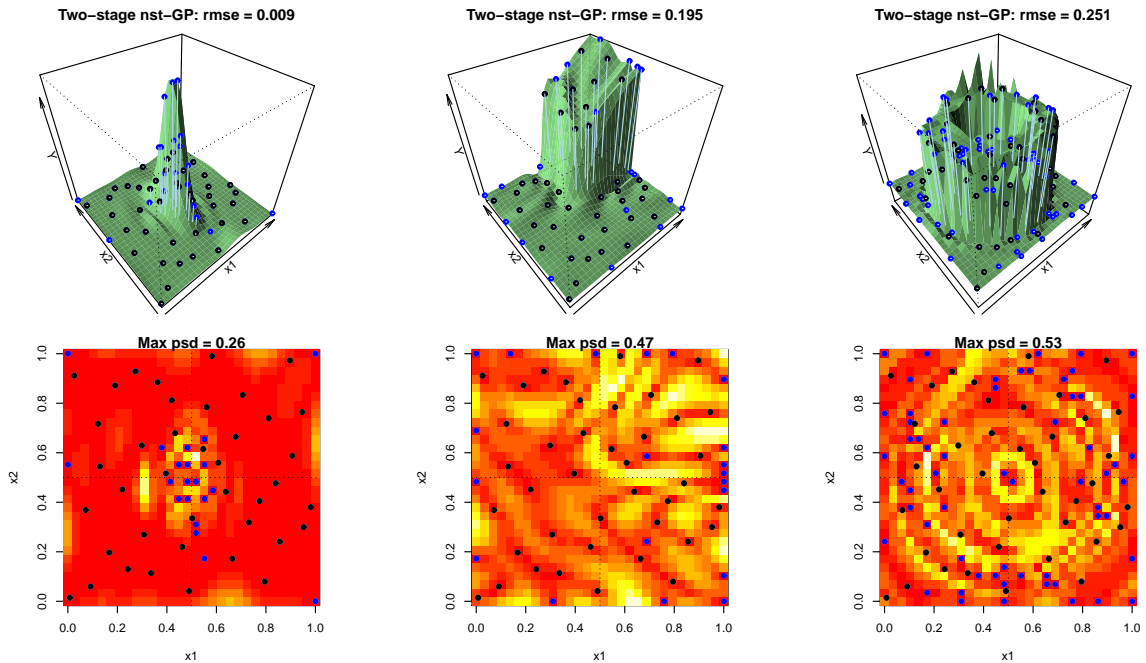 Two-stage nst-GP: rmse = 0.009
Two-stage nst-GP: rmse = 0.195
Two-stage nst-GP: rmse = 0.251
Y
x2
x1
Y
x2
x1
Y
x2
x1
Max psd = 0.26
Max psd = 0.47
Max psd = 0.53
x2
1.0
0.8
0.6
0.4
0.2
0.0
0.0 0.2 0.4 0.6 0.8 1.0
x1
x2
1.0
0.8
0.6
0.4
0.2
0.0
0.0 0.2 0.4 0.6 0.8 1.0
x1
x2
1.0
0.8
0.6
0.4
0.2
0.0
0.0 0.2 0.4 0.6 0.8 1.0
x1